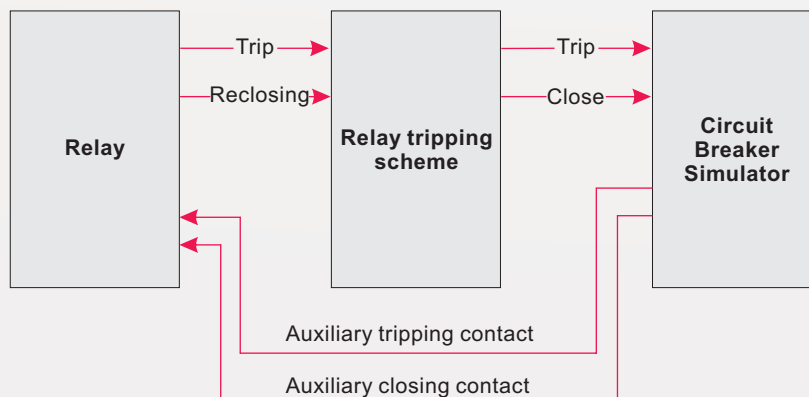 Trip
Trip
Reclosing
Close
Relay
Relay tripping
scheme
Circuit
Breaker
Simulator
Auxiliary tripping contact
Auxiliary closing contact